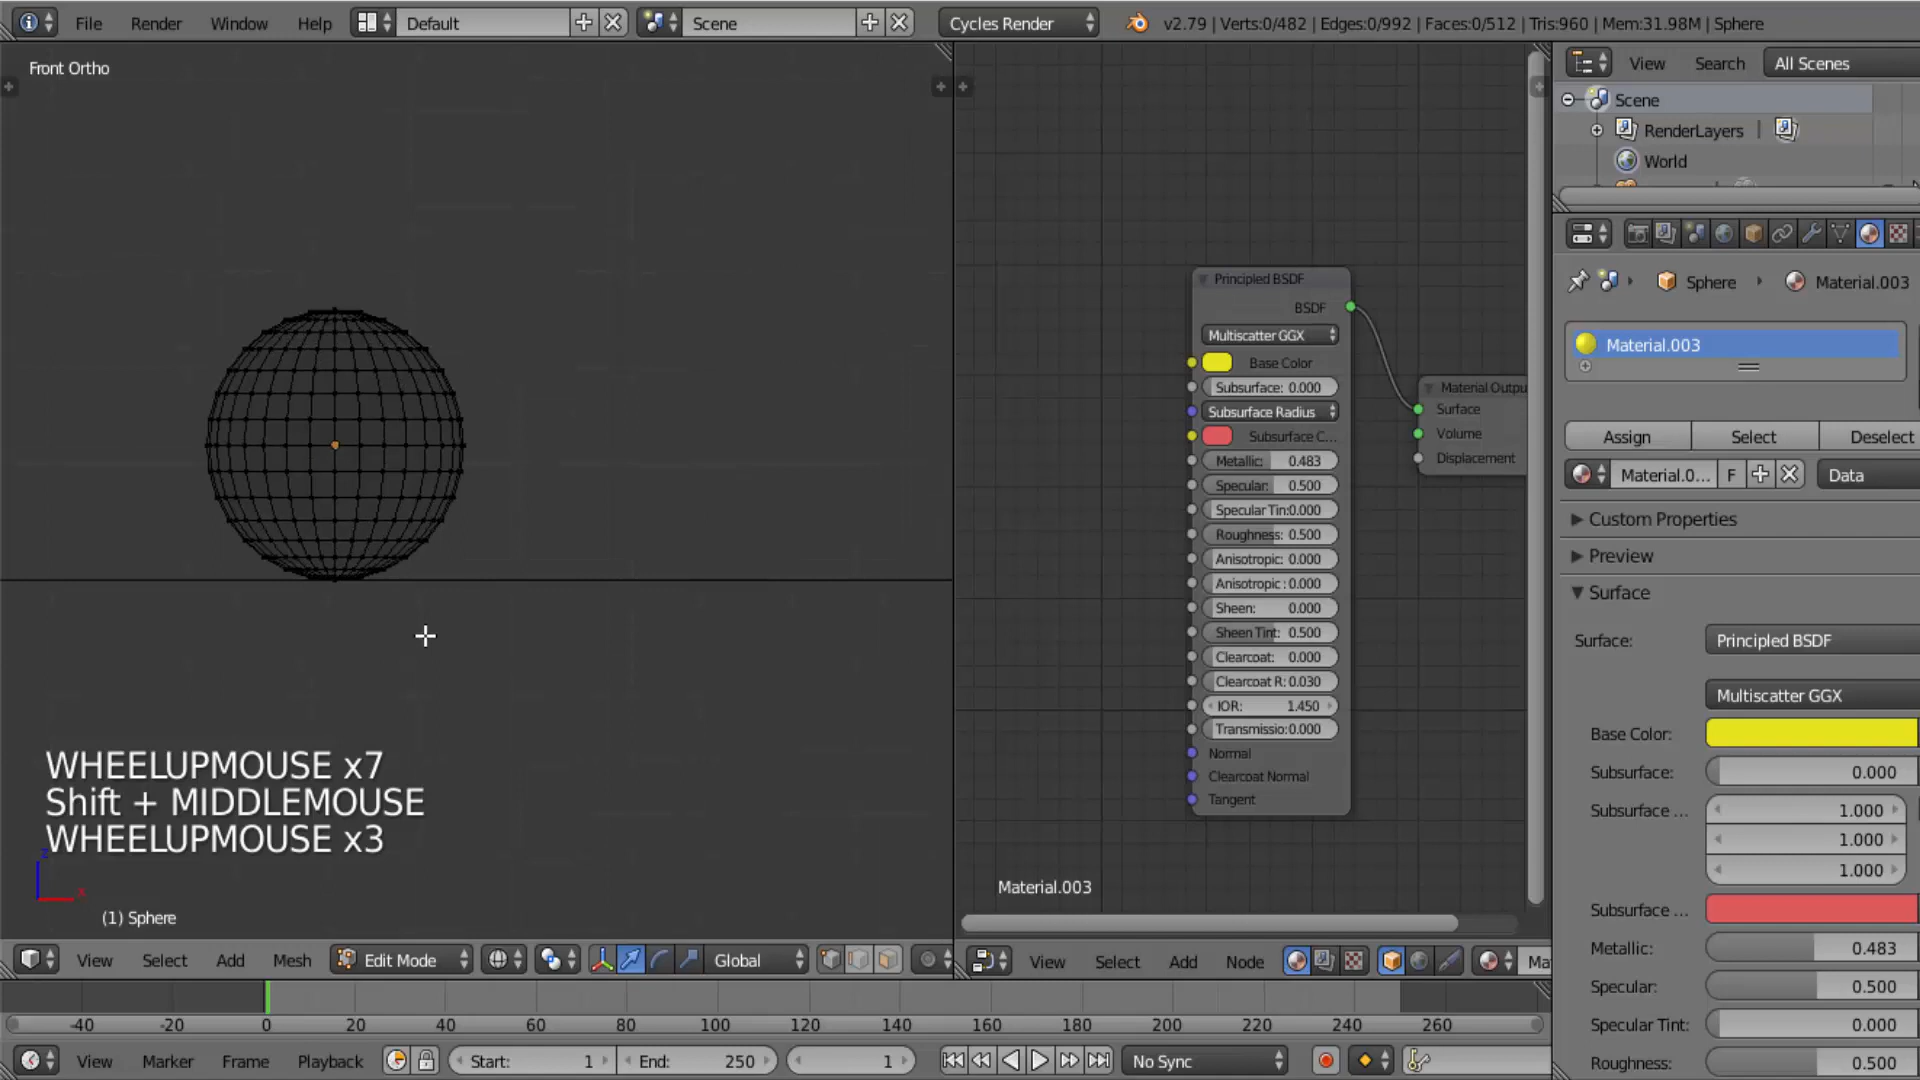 File Render Window Help Default Scene Cycles Render v2.79 | Verts:0/482 | Edges:0/992 | Faces:0/512 | Tris:960 | Mem:31.98M | Sphere
Front Ortho
View Search All Scenes
Scene
RenderLayers
World
Principled BSDF
BSDF
Multiscatter GGX
Base Color
Subsurface: 0.000
Subsurface Radius
Subsurface C...
Metallic: 0.483
Specular: 0.500
Specular Tin:0.000
Roughness: 0.500
Anisotropic: 0.000
Anisotropic : 0.000
Sheen: 0.000
Sheen Tint: 0.500
Clearcoat: 0.000
Clearcoat R: 0.030
IOR: 1.450
Transmissio:0.000
Normal
Clearcoat Normal
Tangent
Material Outpu
Surface
Volume
Displacement
Material.003
Sphere Material.003
Material.003
Assign Select Deselect
Material.0... F Data
Custom Properties
Preview
Surface
Surface: Principled BSDF
Multiscatter GGX
Base Color:
Subsurface: 0.000
Subsurface ... 1.000
1.000
1.000
Subsurface ...
Metallic: 0.483
Specular: 0.500
Specular Tint: 0.000
Roughness: 0.500
WHEELUPMOUSE x7
Shift + MIDDLEMOUSE
WHEELUPMOUSE x3
z
x
(1) Sphere
View Select Add Mesh Edit Mode Global
View Select Add Node Ma
-40 -20 0 20 40 60 80 100 120 140 160 180 200 220 240 260
View Marker Frame Playback Start: 1 End: 250 1 No Sync